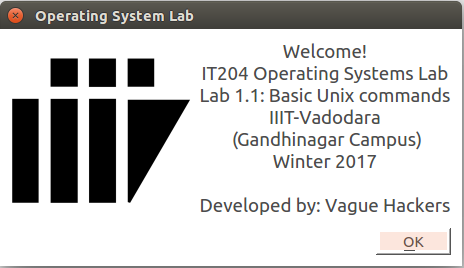 Operating System Lab
Welcome!
IT204 Operating Systems Lab
Lab 1.1: Basic Unix commands
IIIT-Vadodara
(Gandhinagar Campus)
Winter 2017
Developed by: Vague Hackers
OK